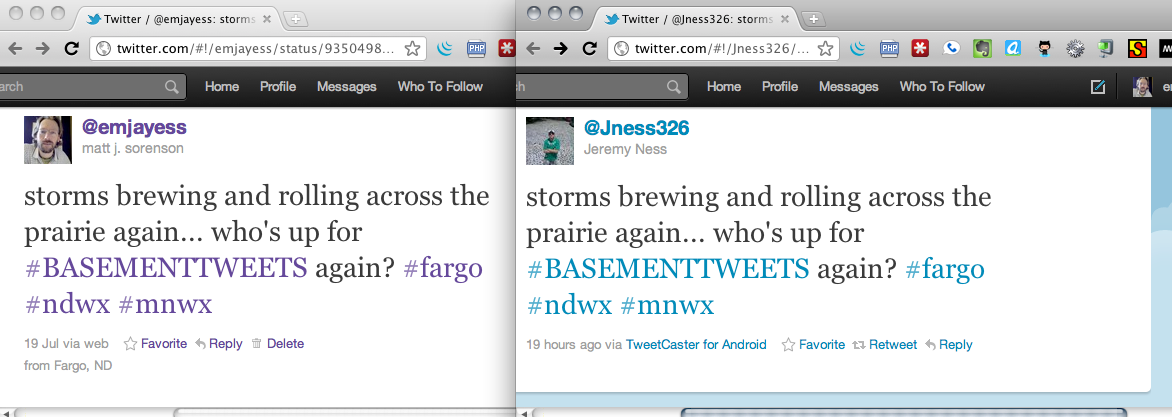 Twitter / @emjayess: storms
twitter.com/#!/emjayess/status/9350498...
PHP
arch
Home
Profile
Messages
Who To Follow
@emjayess
matt j. sorenson
storms brewing and rolling across the
prairie again... who's up for
#BASEMENTTWEETS again? #fargo
#ndwx #mnwx
19 Jul via web
Favorite
Reply
Delete
from Fargo, ND
Twitter / @Jness326: storms
twitter.com/#!/Jness326/...
PHP
a
S
ch
Home
Profile
Messages
Who To Follow
em
@Jness326
Jeremy Ness
storms brewing and rolling across the
prairie again... who's up for
#BASEMENTTWEETS again? #fargo
#ndwx #mnwx
19 hours ago via TweetCaster for Android
Favorite
Retweet
Reply